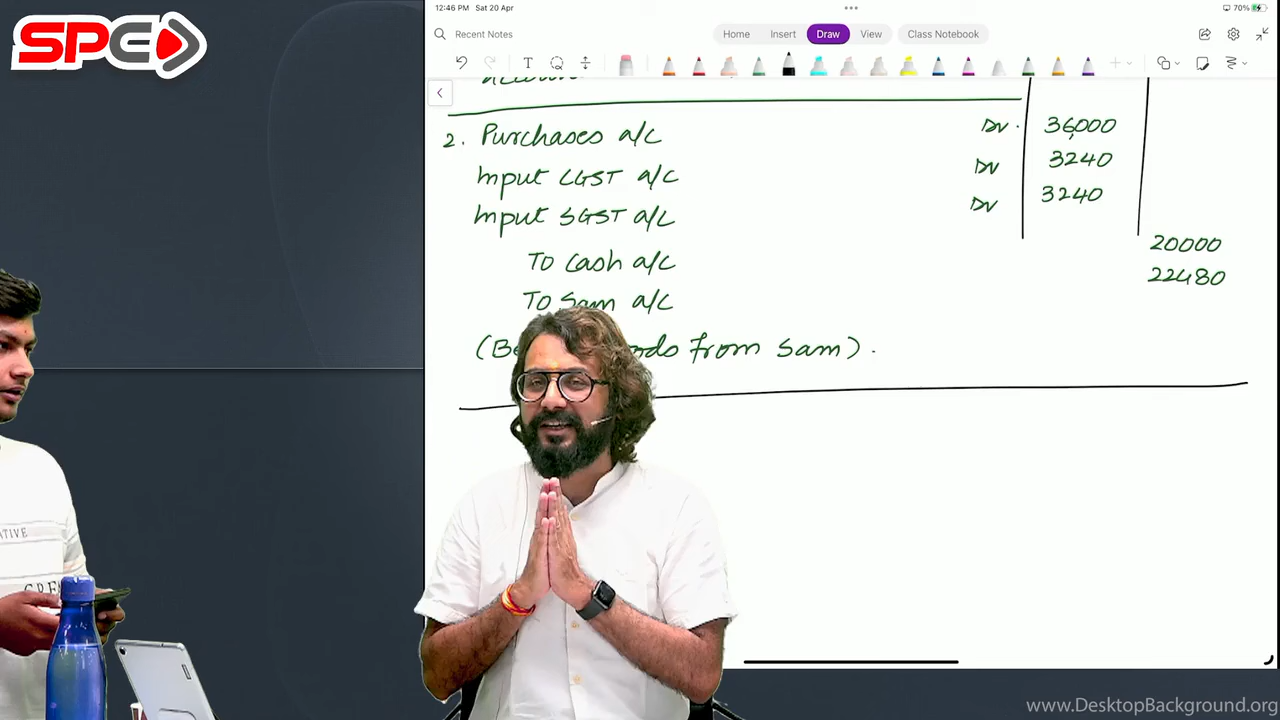 SPC
12:46 PM Sat 20 Apr
70%
Recent Notes
Home Insert Draw View Class Notebook
2. Purchases a/c Dr. 36000
Input CGST a/c Dr 3240
Input SGST a/c Dr 3240
To Cash a/c 20000
To Sam a/c 22480
(Be from Sam).
ATIVE
www.DesktopBackground.org